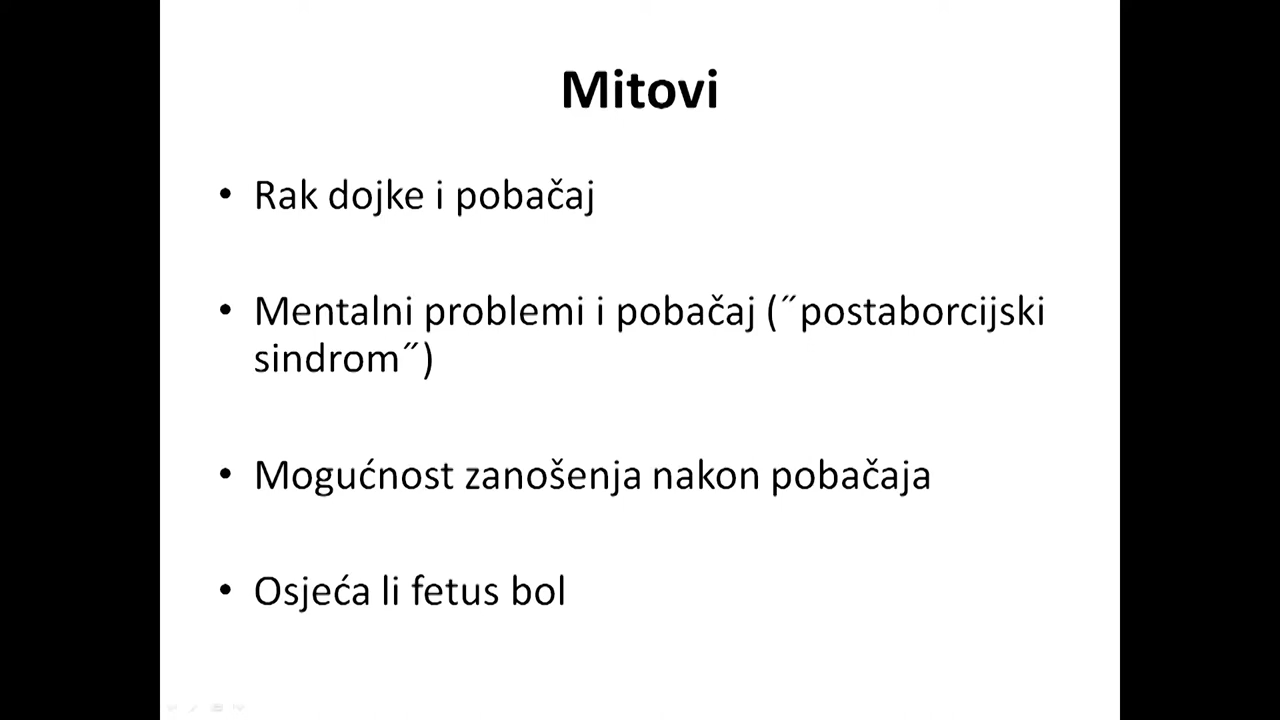 Mitovi
• Rak dojke i pobačaj
• Mentalni problemi i pobačaj (˝postaborcijski
sindrom˝)
• Mogućnost zanošenja nakon pobačaja
• Osjeća li fetus bol